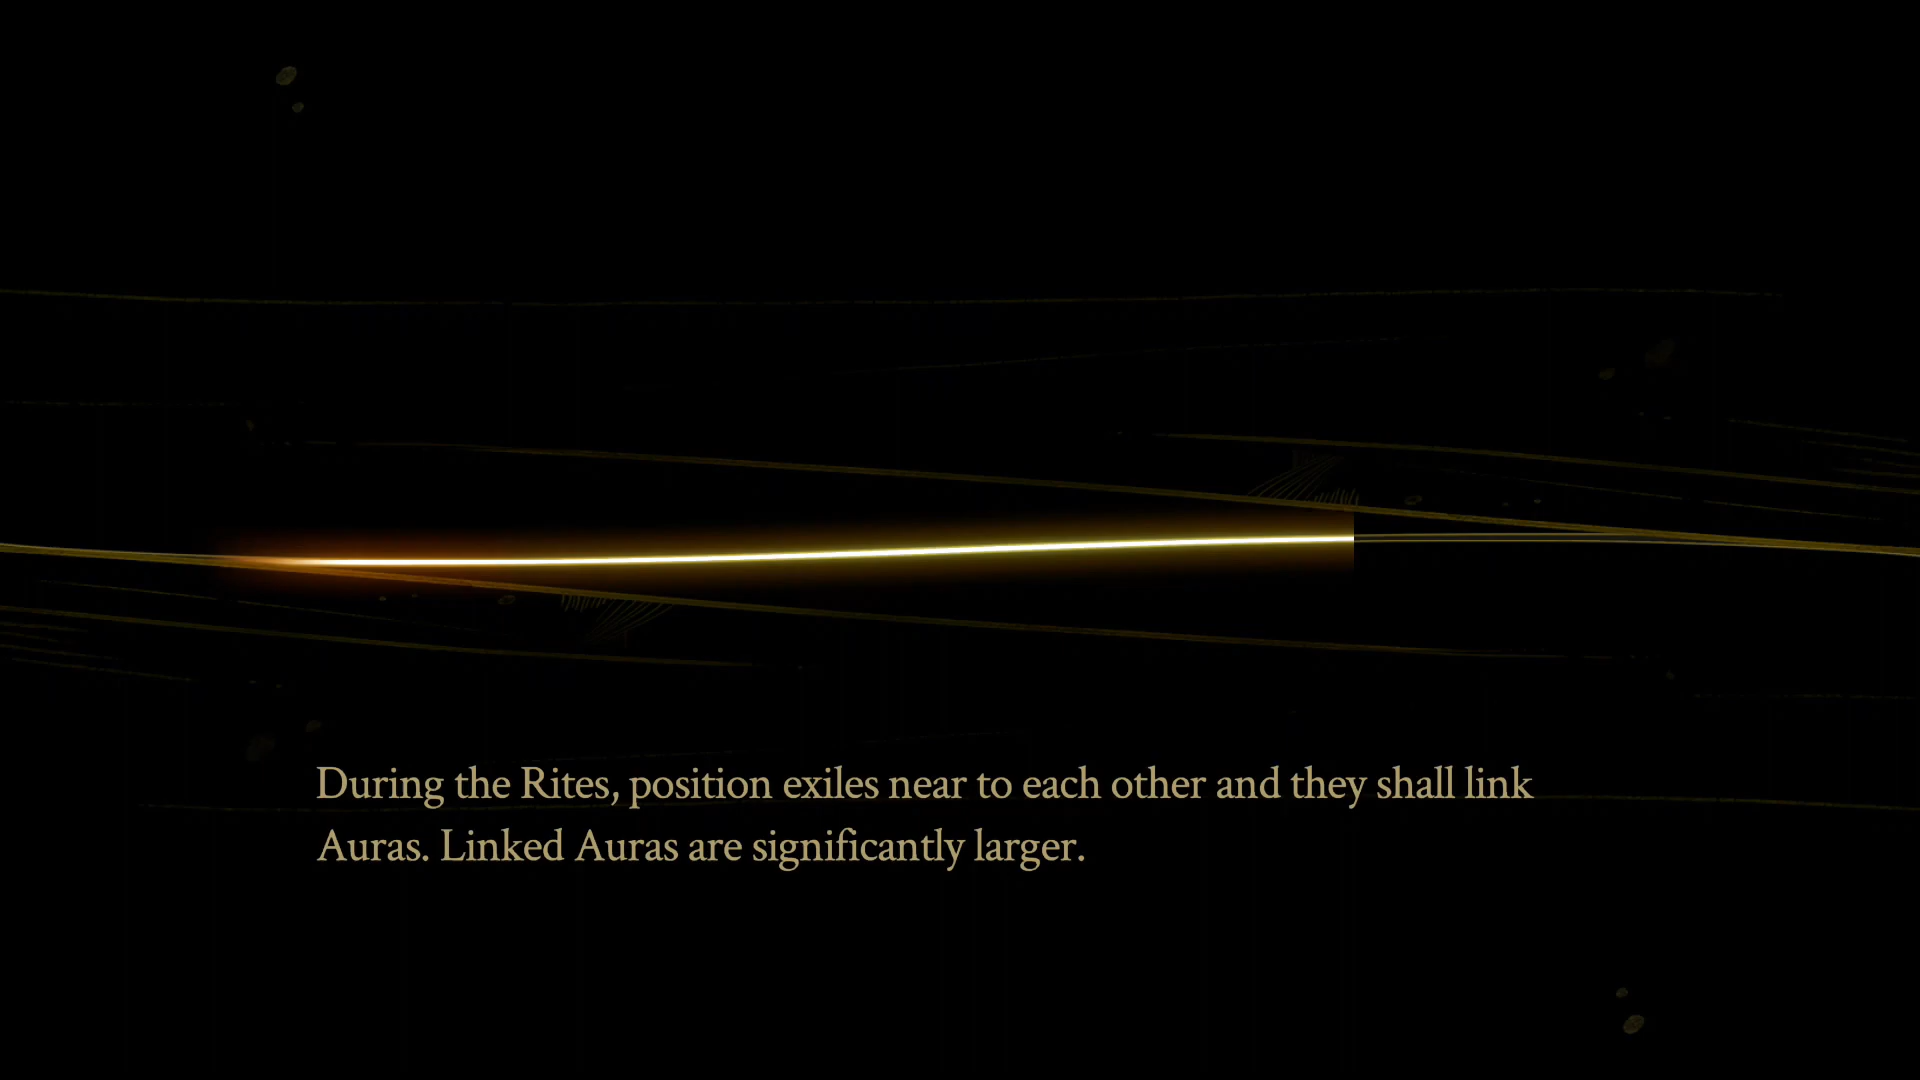 During the Rites, position exiles near to each other and they shall link
Auras. Linked Auras are significantly larger.